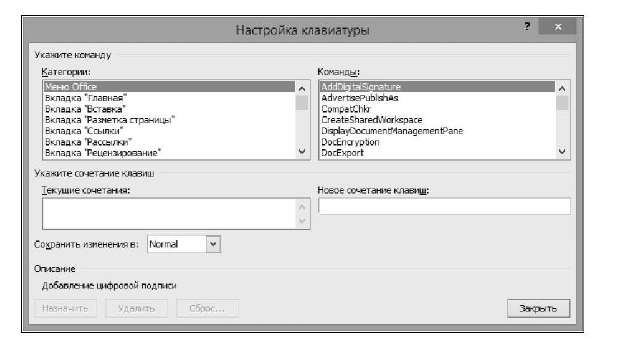 Настройка клавиатуры
? ×
Укажите команду
Категории:
Меню Office
Вкладка "Главная"
Вкладка "Вставка"
Вкладка "Разметка страницы"
Вкладка "Ссылки"
Вкладка "Рассылки"
Вкладка "Рецензирование"
Команды:
AddDigitalSignature
AdvertisePublishAs
CompatChkr
CreateSharedWorkspace
DisplayDocumentManagementPane
DocEncryption
DocExport
Укажите сочетание клавиш
Текущие сочетания:
Новое сочетание клавиш:
Сохранить изменения в: Normal
Описание
Добавление цифровой подписи
Назначить Удалить Сброс... Закрыть